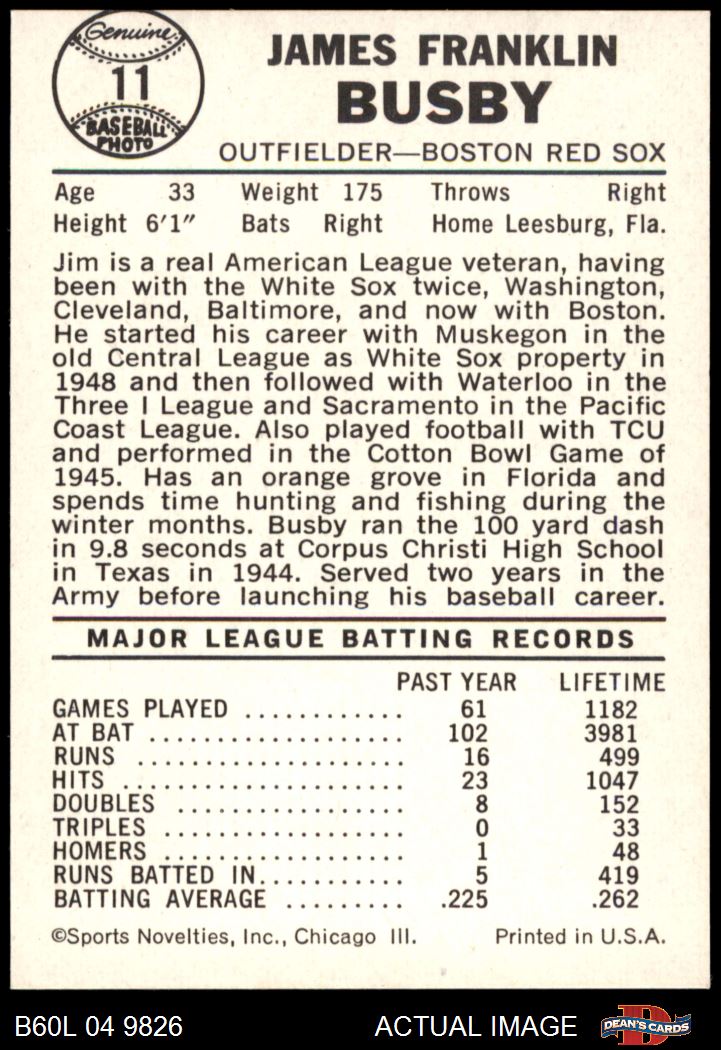 Genuine
11
BASEBALL
PHOTO
JAMES FRANKLIN
BUSBY
OUTFIELDER—BOSTON RED SOX
Age 33 Weight 175 Throws Right
Height 6'1" Bats Right Home Leesburg, Fla.
Jim is a real American League veteran, having
been with the White Sox twice, Washington,
Cleveland, Baltimore, and now with Boston.
He started his career with Muskegon in the
old Central League as White Sox property in
1948 and then followed with Waterloo in the
Three I League and Sacramento in the Pacific
Coast League. Also played football with TCU
and performed in the Cotton Bowl Game of
1945. Has an orange grove in Florida and
spends time hunting and fishing during the
winter months. Busby ran the 100 yard dash
in 9.8 seconds at Corpus Christi High School
in Texas in 1944. Served two years in the
Army before launching his baseball career.
MAJOR LEAGUE BATTING RECORDS
PAST YEAR LIFETIME
GAMES PLAYED ............ 61 1182
AT BAT .................... 102 3981
RUNS ..................... 16 499
HITS ...................... 23 1047
DOUBLES .................. 8 152
TRIPLES ................... 0 33
HOMERS ................... 1 48
RUNS BATTED IN............ 5 419
BATTING AVERAGE ......... .225 .262
©Sports Novelties, Inc., Chicago Ill. Printed in U.S.A.
B60L 04 9826 ACTUAL IMAGE D DEAN'S CARDS